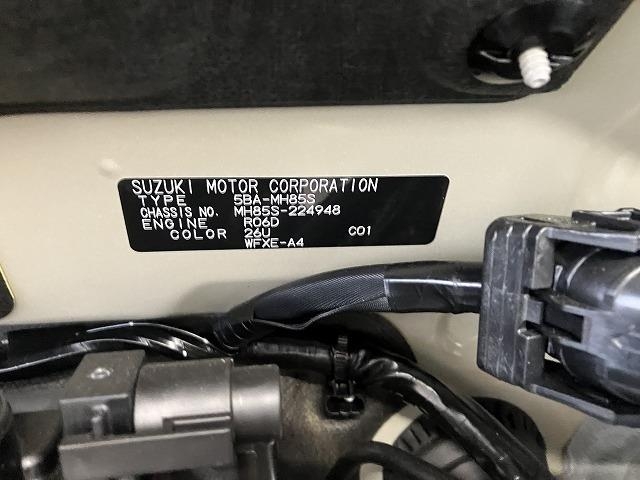 SUZUKI MOTOR CORPORATION
TYPE 5BA-MH85S
CHASSIS NO. MH85S-224948
ENGINE R06D
COLOR 26U C01
WFXE-A4